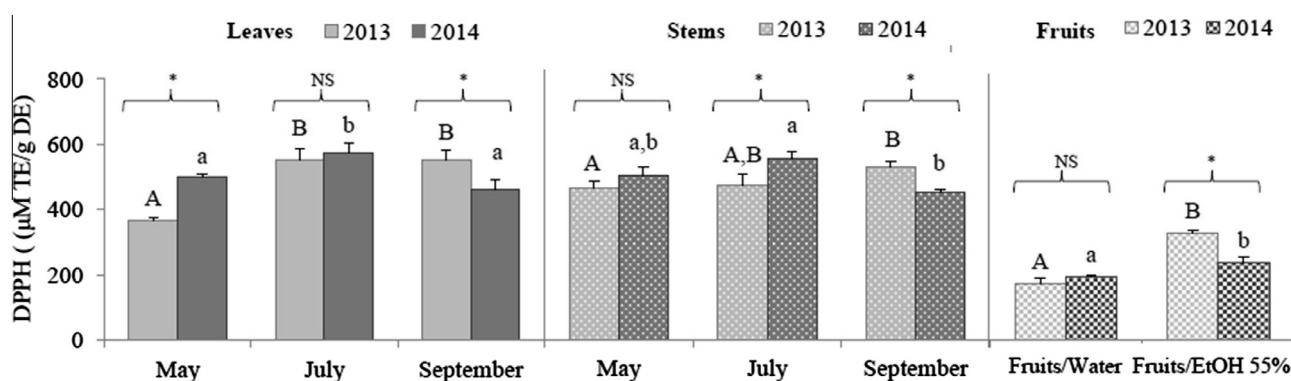 Leaves 2013 2014 Stems 2013 2014 Fruits 2013 2014
DPPH ( (µM TE/g DE)
800
600
400
200
0
* NS * NS * * NS *
A a B b B a A a,b A,B a B b A a B b
May July September May July September Fruits/Water Fruits/EtOH 55%